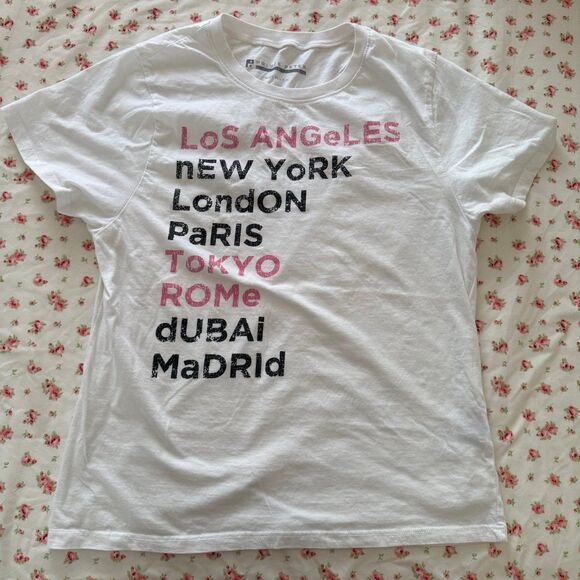 LoS ANGeLES
nEW YoRK
LondON
PaRIS
ToKYO
ROMe
dUBAi
MaDRId